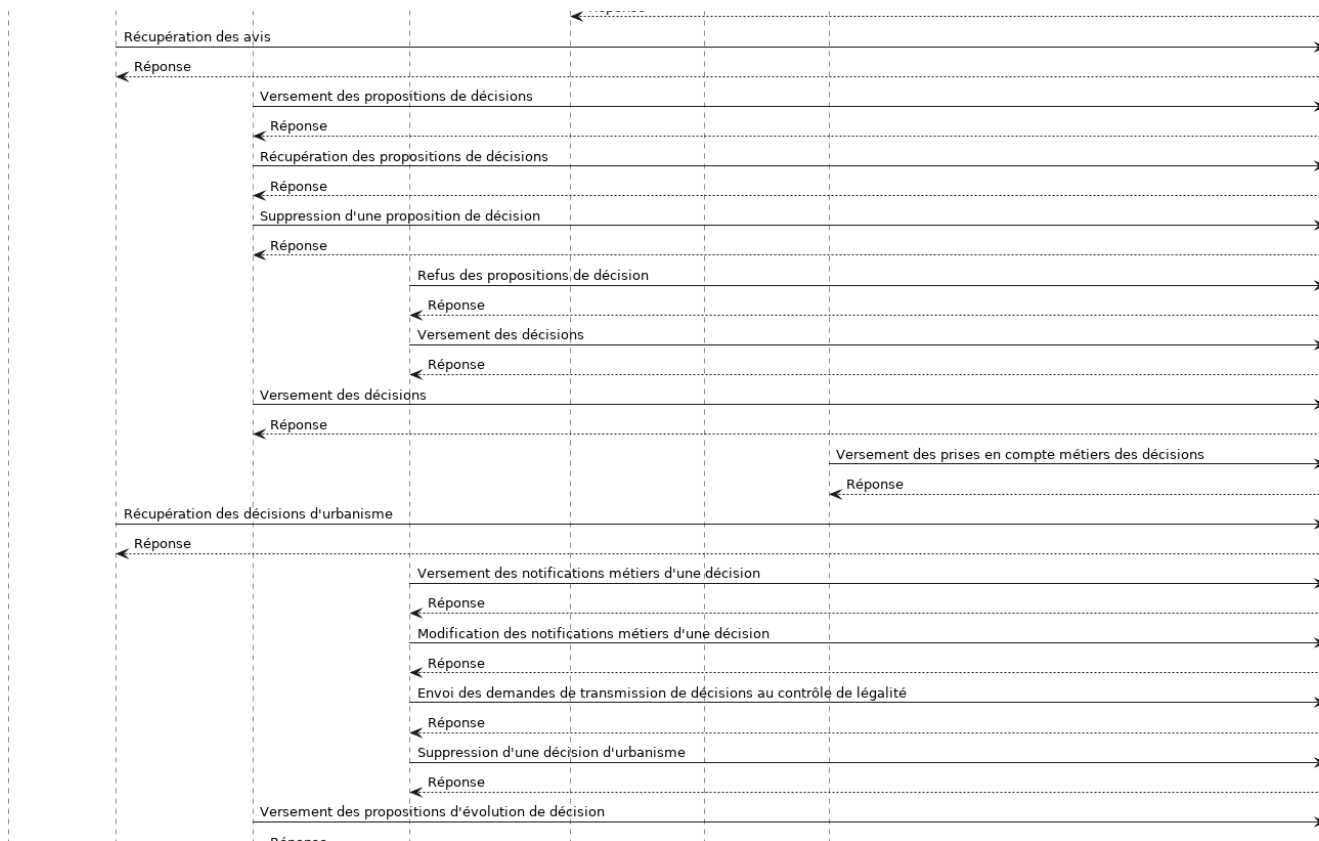 Réponse
Récupération des avis
Réponse
Versement des propositions de décisions
Réponse
Récupération des propositions de décisions
Réponse
Suppression d'une proposition de décision
Réponse
Refus des propositions de décision
Réponse
Versement des décisions
Réponse
Versement des décisions
Réponse
Versement des prises en compte métiers des décisions
Réponse
Récupération des décisions d'urbanisme
Réponse
Versement des notifications métiers d'une décision
Réponse
Modification des notifications métiers d'une décision
Réponse
Envoi des demandes de transmission de décisions au contrôle de légalité
Réponse
Suppression d'une décision d'urbanisme
Réponse
Versement des propositions d'évolution de décision
Réponse